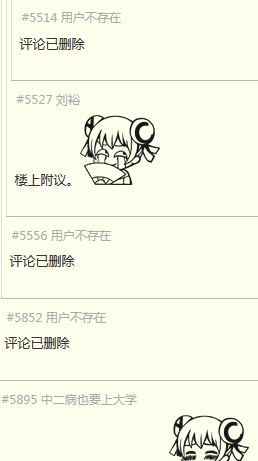 #5514 用户不存在
评论已删除
#5527 刘裕
楼上附议。
#5556 用户不存在
评论已删除
#5852 用户不存在
评论已删除
#5895 中二病也要上大学